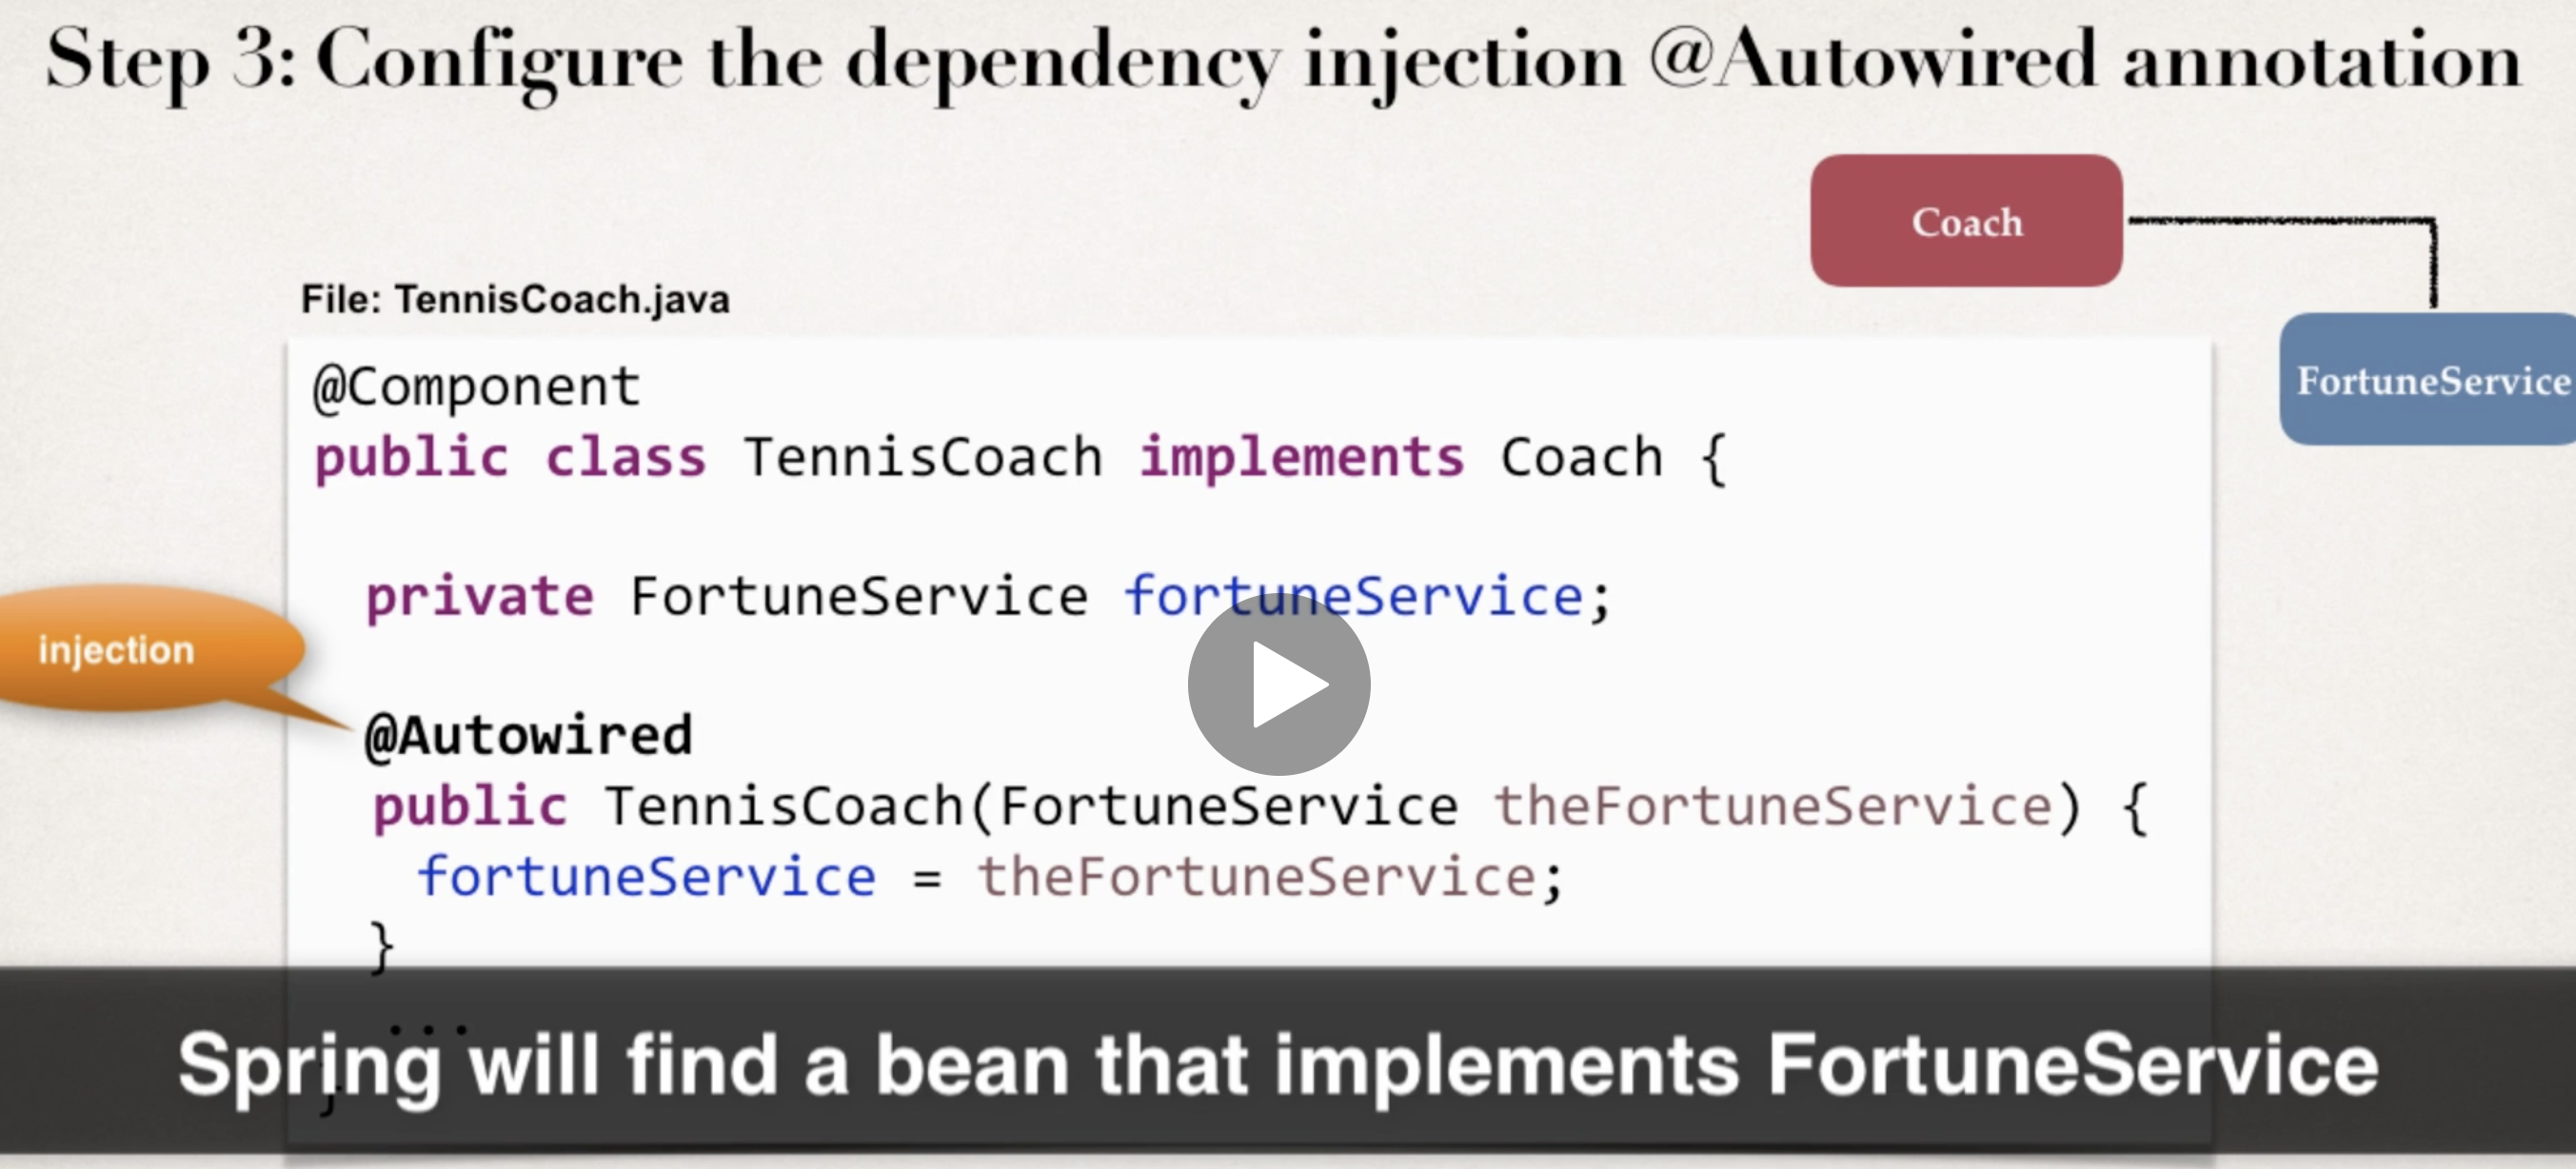 Step 3: Configure the dependency injection @Autowired annotation
Coach
FortuneService
File: TennisCoach.java
@Component
public class TennisCoach implements Coach {
private FortuneService fortuneService;
injection
@Autowired
public TennisCoach(FortuneService theFortuneService) {
fortuneService = theFortuneService;
}
...
}
Spring will find a bean that implements FortuneService